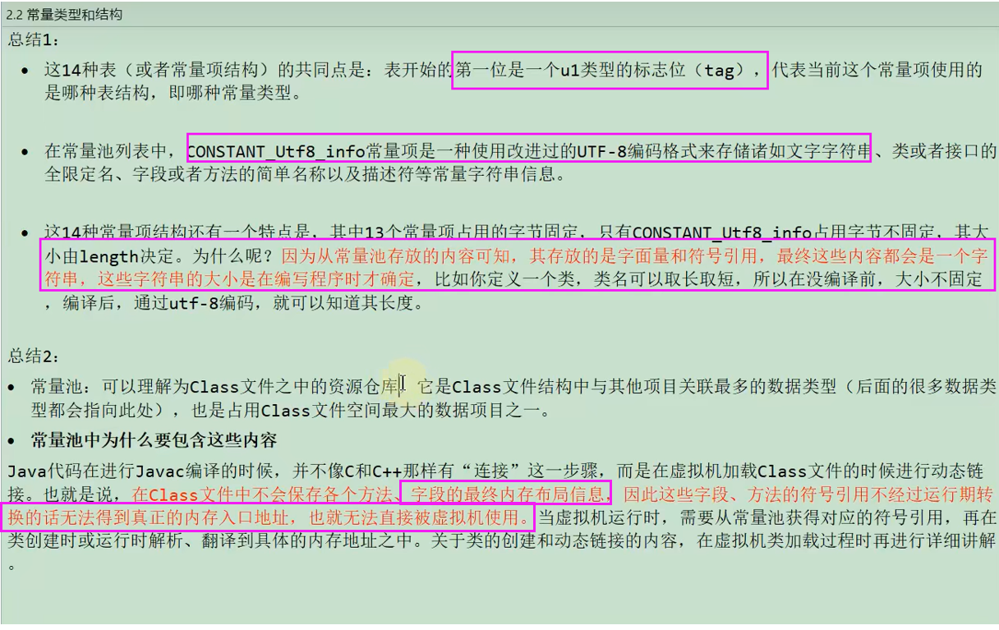 2.2 常量类型和结构
总结1:
• 这14种表（或者常量项结构）的共同点是：表开始的第一位是一个u1类型的标志位（tag），代表当前这个常量项使用的
是哪种表结构，即哪种常量类型。
• 在常量池列表中，CONSTANT_Utf8_info常量项是一种使用改进过的UTF-8编码格式来存储诸如文字字符串、类或者接口的
全限定名、字段或者方法的简单名称以及描述符等常量字符串信息。
• 这14种常量项结构还有一个特点是，其中13个常量项占用的字节固定，只有CONSTANT_Utf8_info占用字节不固定，其大
小由length决定。为什么呢？因为从常量池存放的内容可知，其存放的是字面量和符号引用，最终这些内容都会是一个字
符串，这些字符串的大小是在编写程序时才确定，比如你定义一个类，类名可以取长取短，所以在没编译前，大小不固定
，编译后，通过utf-8编码，就可以知道其长度。
总结2:
• 常量池：可以理解为Class文件之中的资源仓库，它是Class文件结构中与其他项目关联最多的数据类型（后面的很多数据类
型都会指向此处），也是占用Class文件空间最大的数据项目之一。
• 常量池中为什么要包含这些内容
Java代码在进行Javac编译的时候，并不像C和C++那样有“连接”这一步骤，而是在虚拟机加载Class文件的时候进行动态链
接。也就是说，在Class文件中不会保存各个方法、字段的最终内存布局信息，因此这些字段、方法的符号引用不经过运行期转
换的话无法得到真正的内存入口地址，也就无法直接被虚拟机使用。当虚拟机运行时，需要从常量池获得对应的符号引用，再在
类创建时或运行时解析、翻译到具体的内存地址之中。关于类的创建和动态链接的内容，在虚拟机类加载过程时再进行详细讲解
。